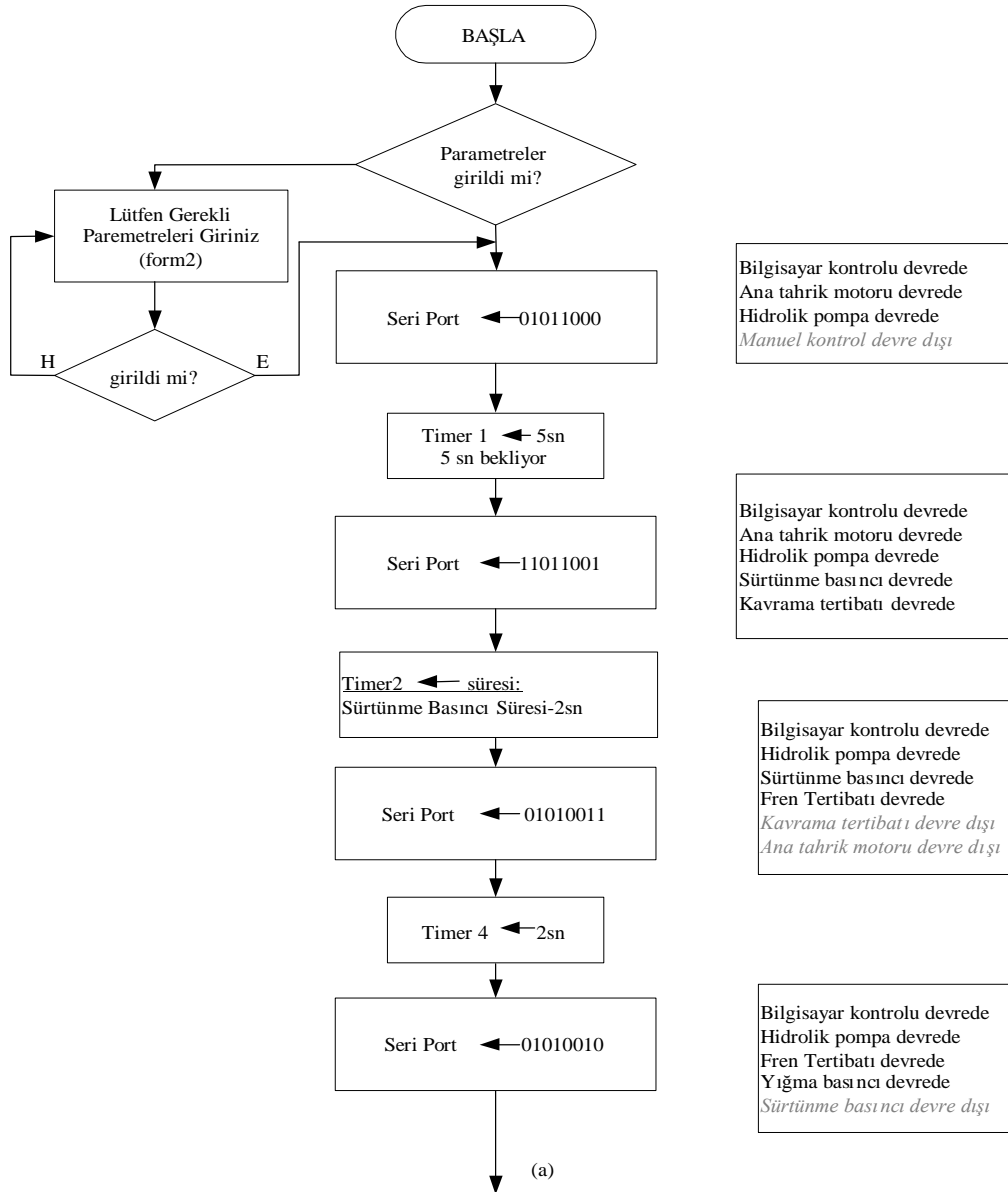 BAŞLA
Parametreler
girildi mi?
Lütfen Gerekli
Paremetreleri Giriniz
(form2)
H
girildi mi?
E
Seri Port 01011000
Bilgisayar kontrolu devrede
Ana tahrik motoru devrede
Hidrolik pompa devrede
Manuel kontrol devre dışı
Timer 1 5sn
5 sn bekliyor
Seri Port 11011001
Bilgisayar kontrolu devrede
Ana tahrik motoru devrede
Hidrolik pompa devrede
Sürtünme basıncı devrede
Kavrama tertibatı devrede
Timer2 süresi:
Sürtünme Basıncı Süresi-2sn
Seri Port 01010011
Bilgisayar kontrolu devrede
Hidrolik pompa devrede
Sürtünme basıncı devrede
Fren Tertibatı devrede
Kavrama tertibatı devre dışı
Ana tahrik motoru devre dışı
Timer 4 2sn
Seri Port 01010010
Bilgisayar kontrolu devrede
Hidrolik pompa devrede
Fren Tertibatı devrede
Yığma basıncı devrede
Sürtünme basıncı devre dışı
(a)